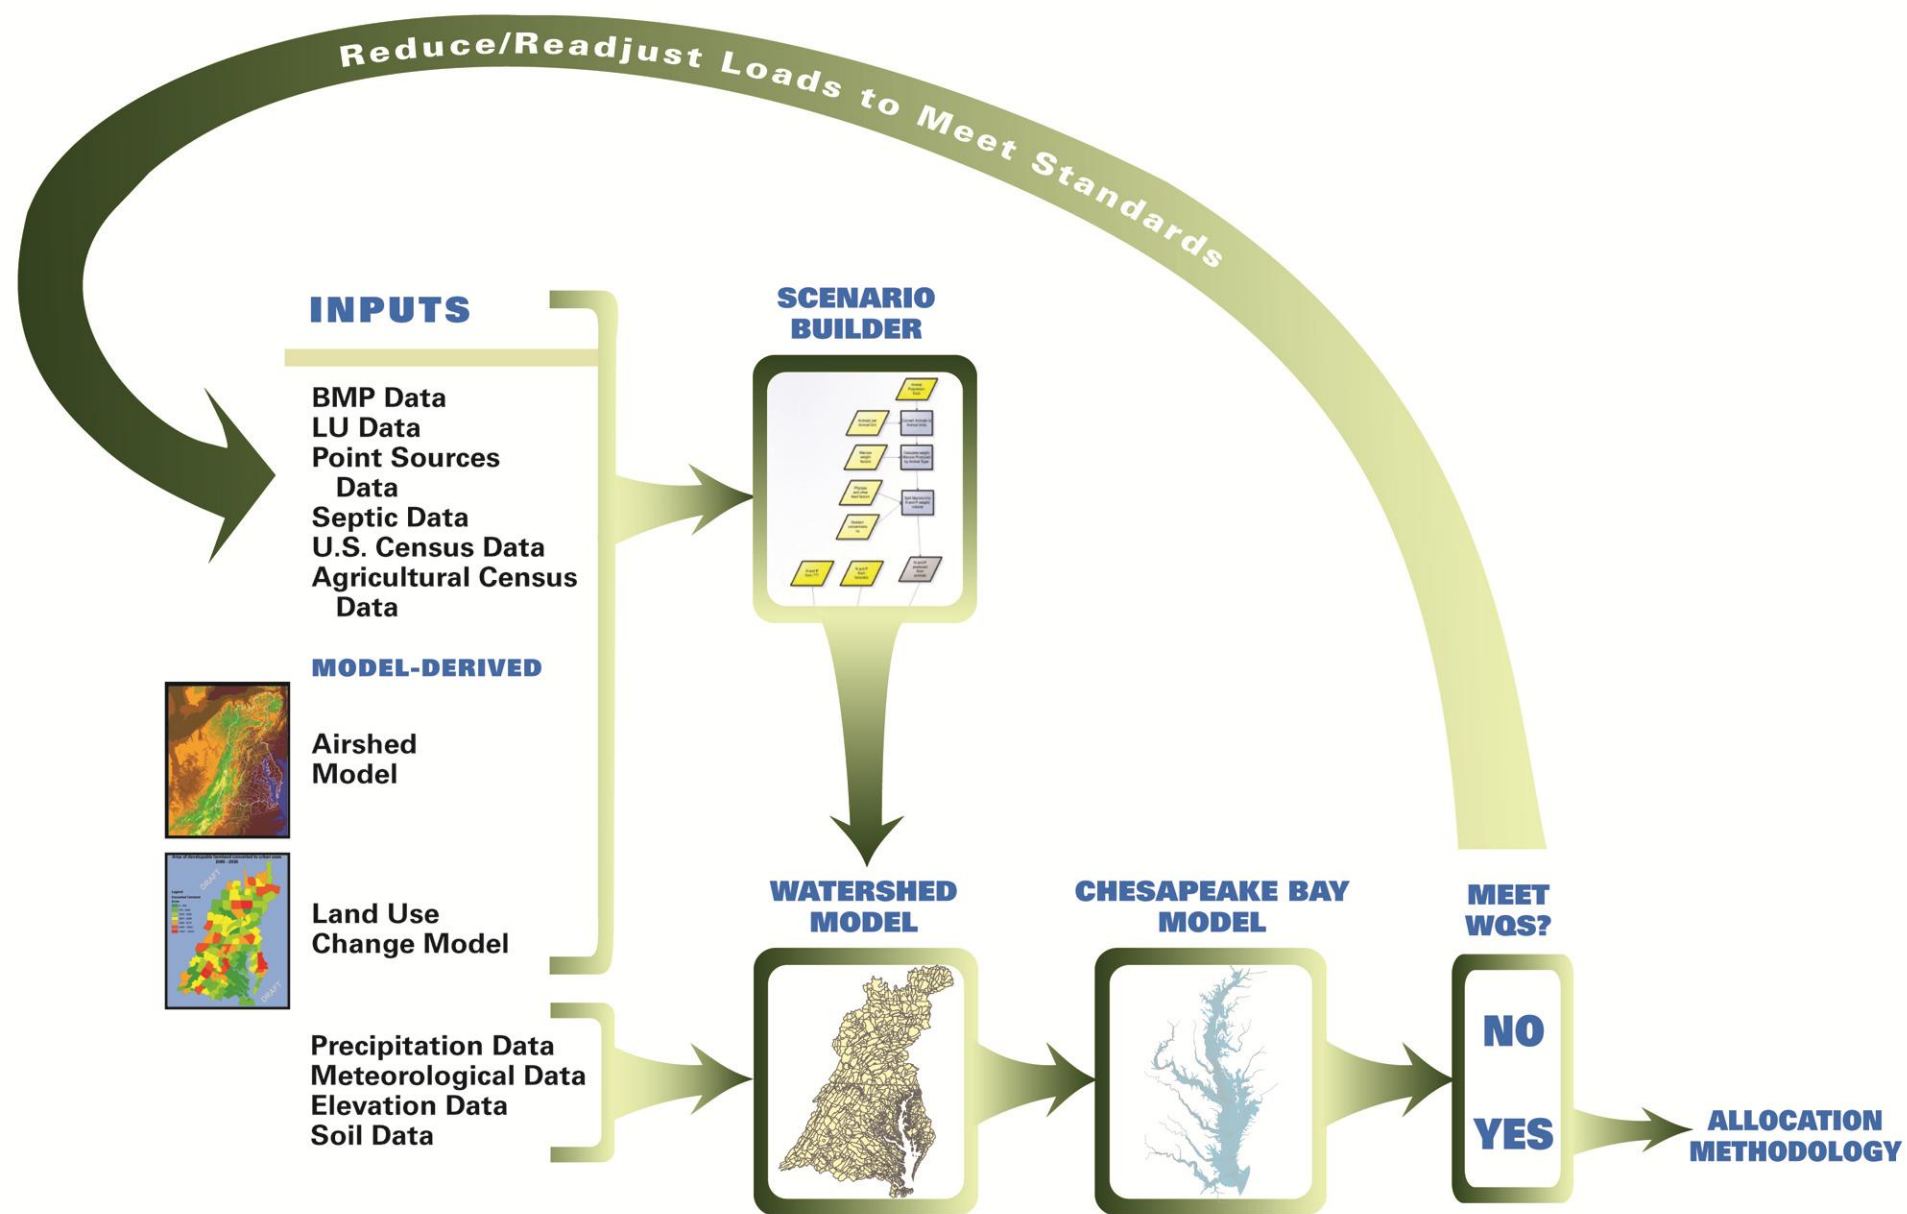 Reduce/Readjust Loads to Meet Standards
INPUTS
BMP Data
LU Data
Point Sources
Data
Septic Data
U.S. Census Data
Agricultural Census
Data
MODEL-DERIVED
Airshed
Model
DRAFT
DRAFT
Land Use
Change Model
Precipitation Data
Meteorological Data
Elevation Data
Soil Data
SCENARIO
BUILDER
WATERSHED
MODEL
CHESAPEAKE BAY
MODEL
MEET
WQS?
NO
YES
ALLOCATION
METHODOLOGY